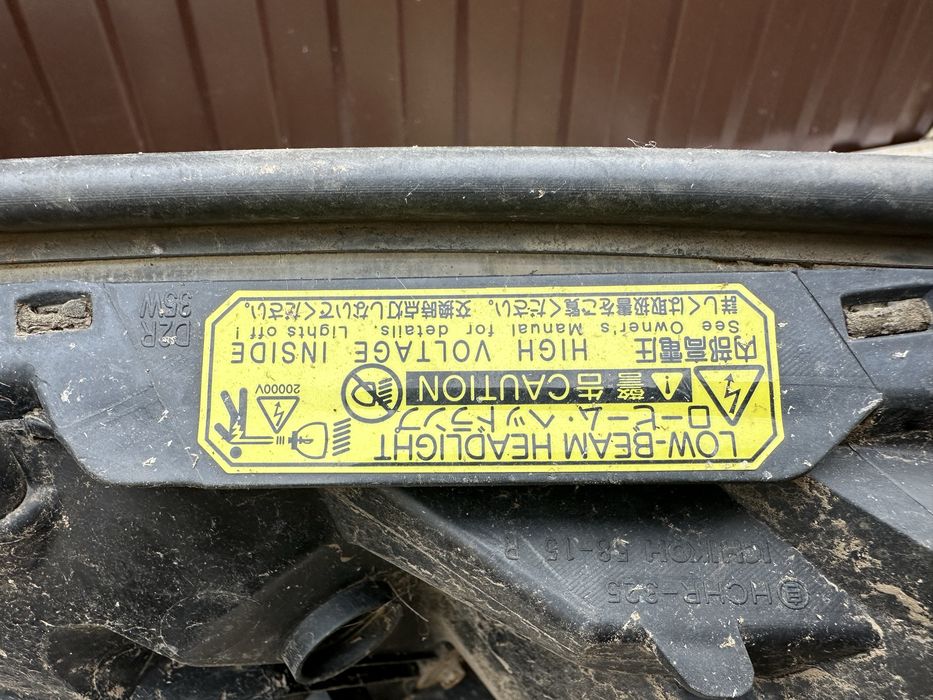 LOW-BEAM HEADLIGHT
ロービーム・ヘッドランプ
警告 CAUTION
内部高電圧 HIGH VOLTAGE INSIDE
See Owner's Manual for details. Lights off!
詳しくは取扱書をご覧ください。 交換時点灯しないでください。
20000V
D2R
35W
ICHIKOH 58-15 R
HCHR-325